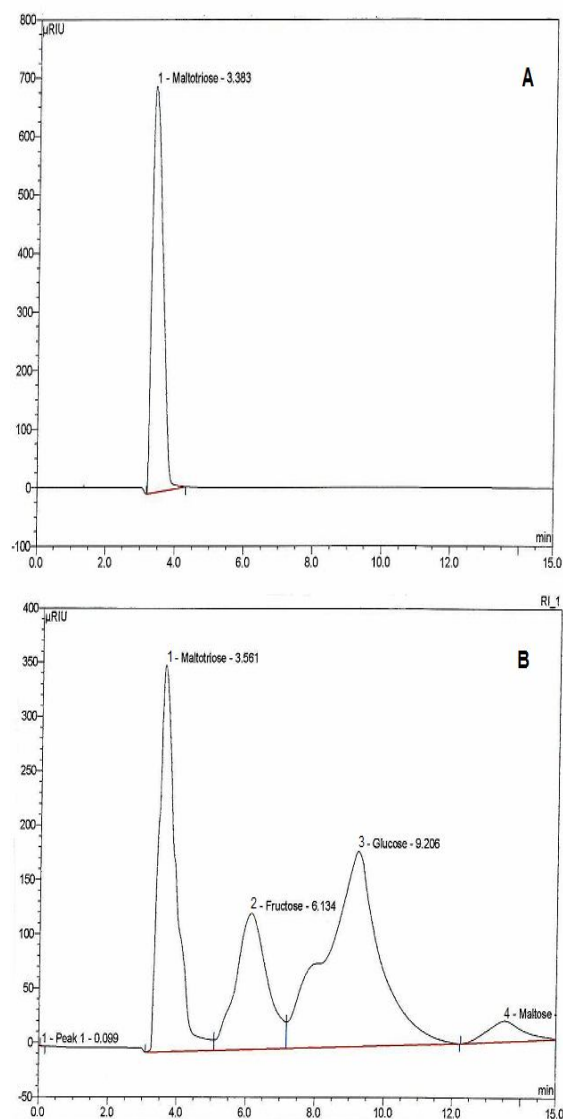 800
µRIU
700
600
500
400
300
200
100
0
-100
1 - Maltotriose - 3.383
A
min
0.0 2.0 4.0 6.0 8.0 10.0 12.0 15.0
RI_1
400
µRIU
350
300
250
200
150
100
50
0
-50
1 - Maltotriose - 3.561
B
3 - Glucose - 9.206
2 - Fructose - 6.134
4 - Maltose -
1 - Peak 1 - 0.099
min
0.0 2.0 4.0 6.0 8.0 10.0 12.0 15.0